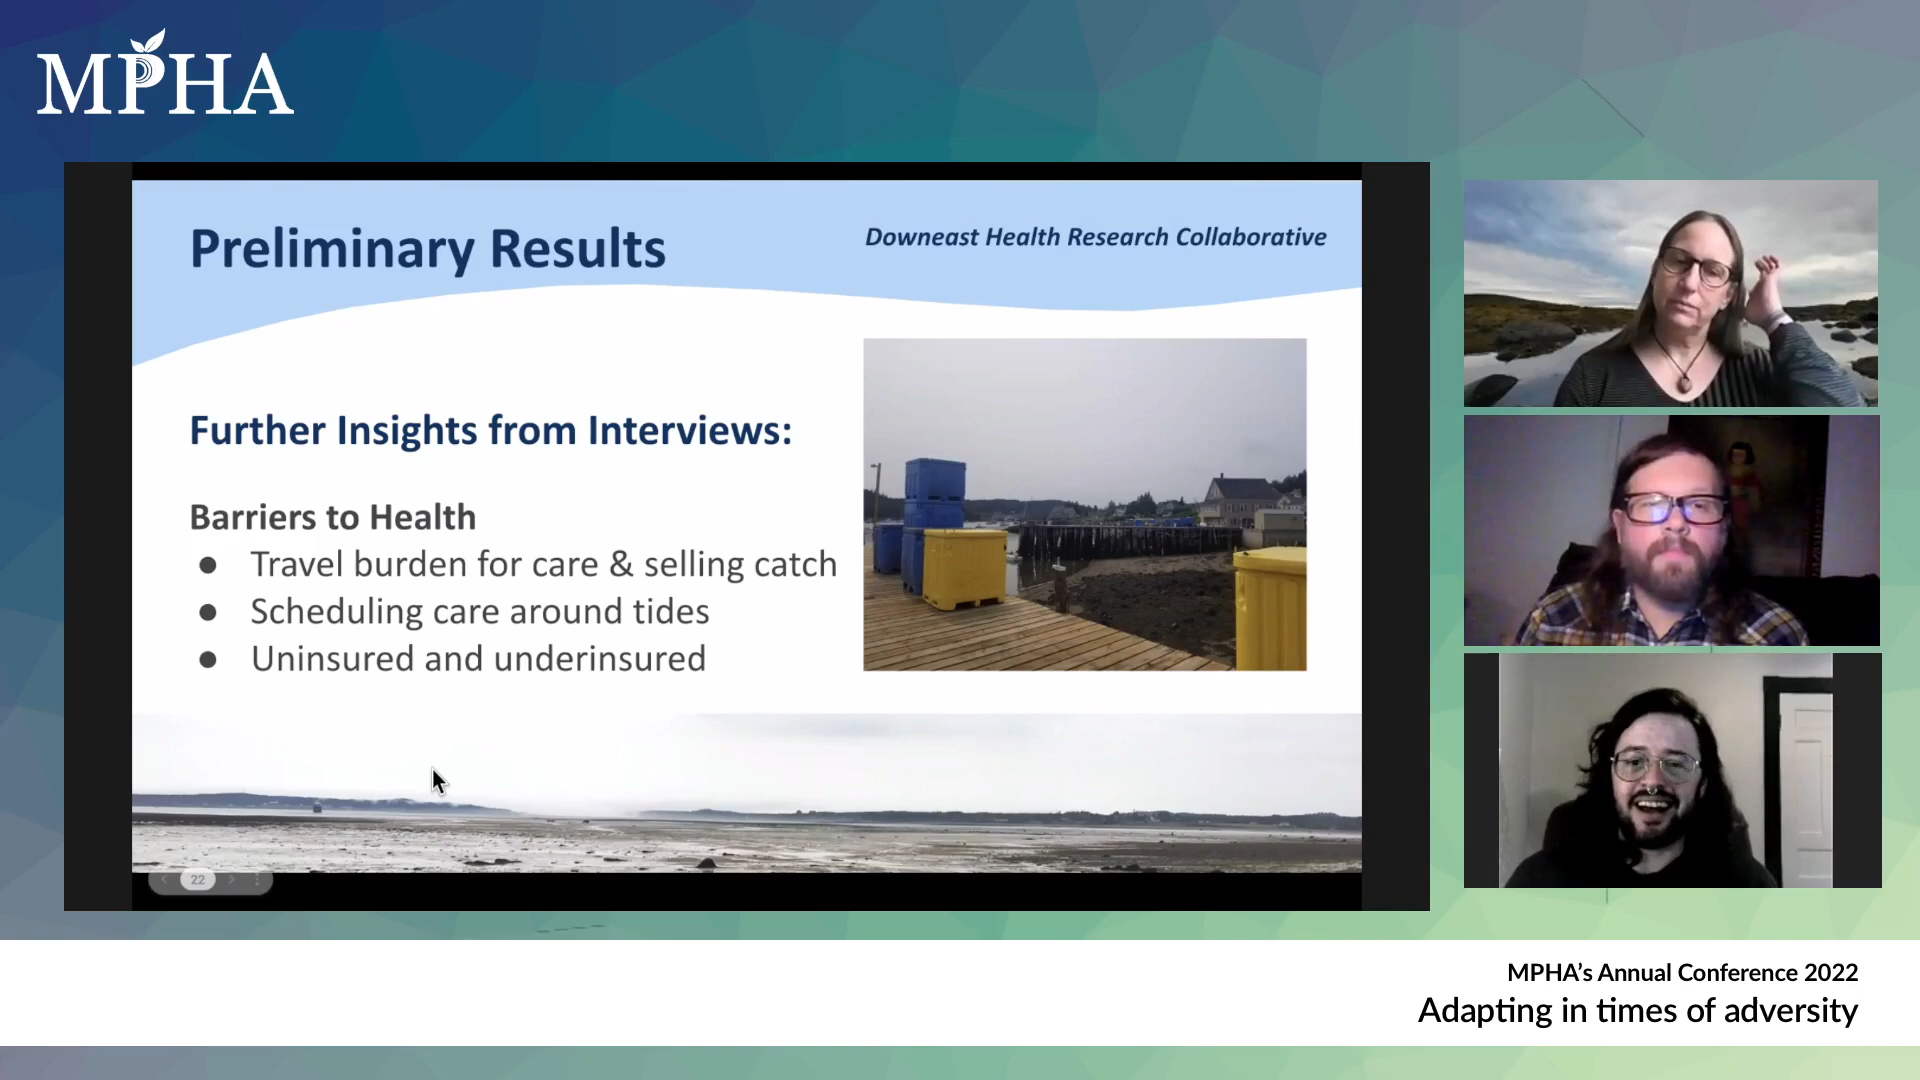 MPHA
Preliminary Results
Downeast Health Research Collaborative
Further Insights from Interviews:
Barriers to Health
● Travel burden for care & selling catch
● Scheduling care around tides
● Uninsured and underinsured
22
MPHA's Annual Conference 2022
Adapting in times of adversity